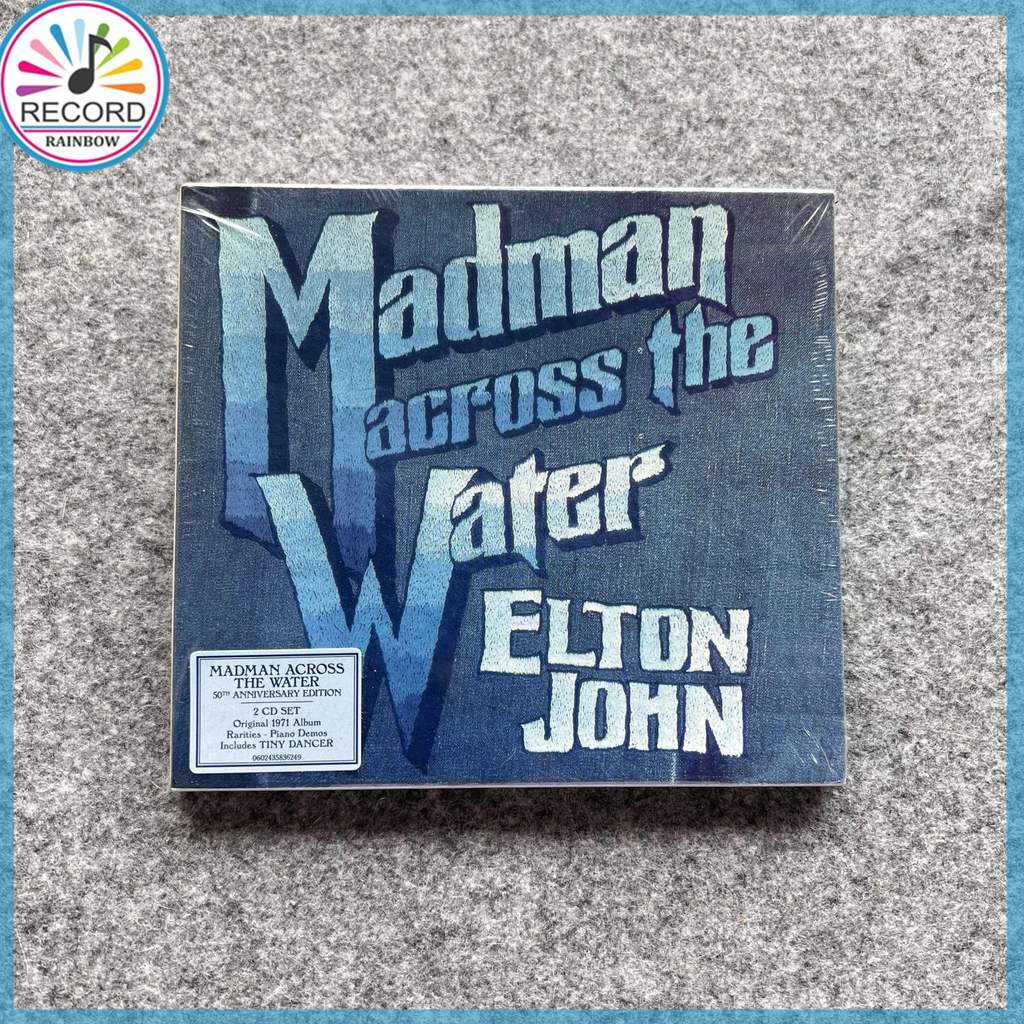 RECORD
RAINBOW
Madman
across the
Water
ELTON
JOHN
MADMAN ACROSS
THE WATER
50TH ANNIVERSARY EDITION
2 CD SET
Original 1971 Album
Rarities - Piano Demos
Includes TINY DANCER
0602435836249